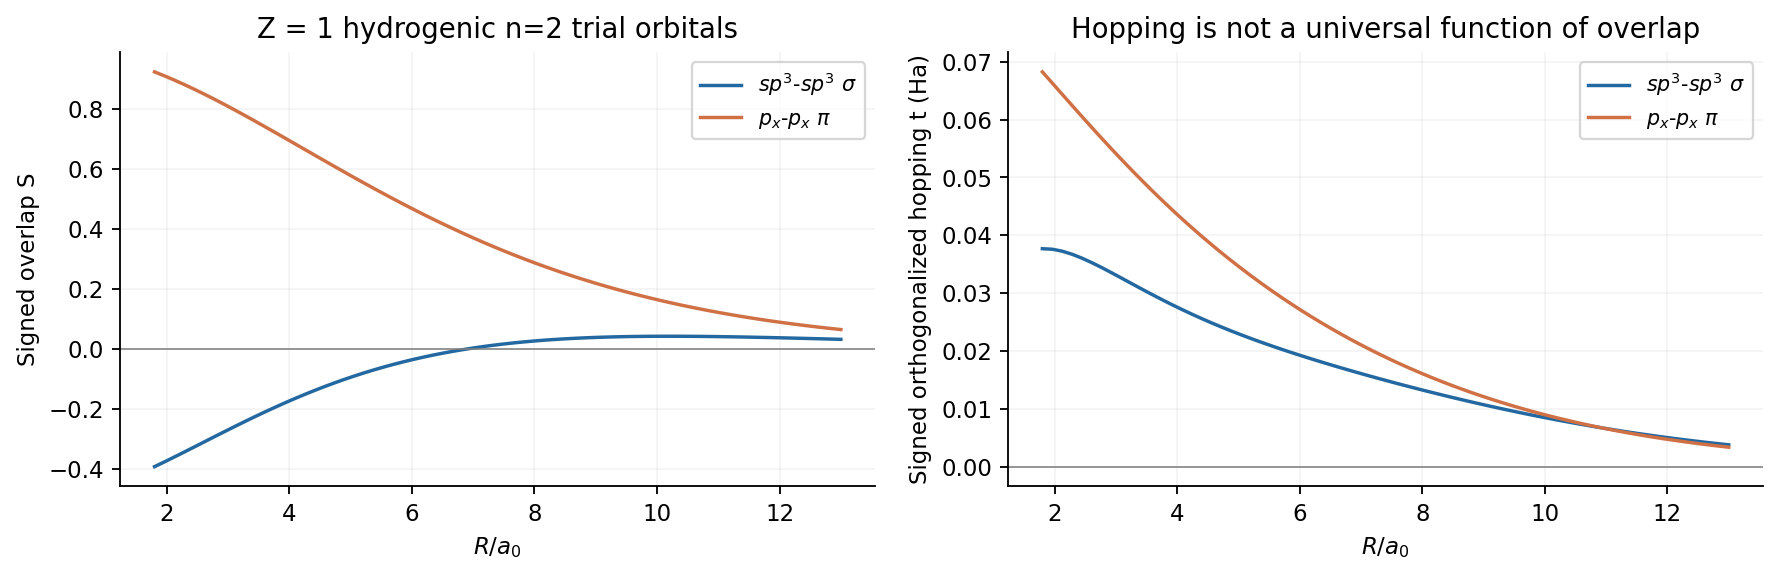 Z = 1 hydrogenic n=2 trial orbitals
Signed overlap S
0.8
0.6
0.4
0.2
0.0
−0.2
−0.4
sp³-sp³ σ
pₓ-pₓ π
2 4 6 8 10 12
R/a₀
Hopping is not a universal function of overlap
Signed orthogonalized hopping t (Ha)
0.07
0.06
0.05
0.04
0.03
0.02
0.01
0.00
sp³-sp³ σ
pₓ-pₓ π
2 4 6 8 10 12
R/a₀